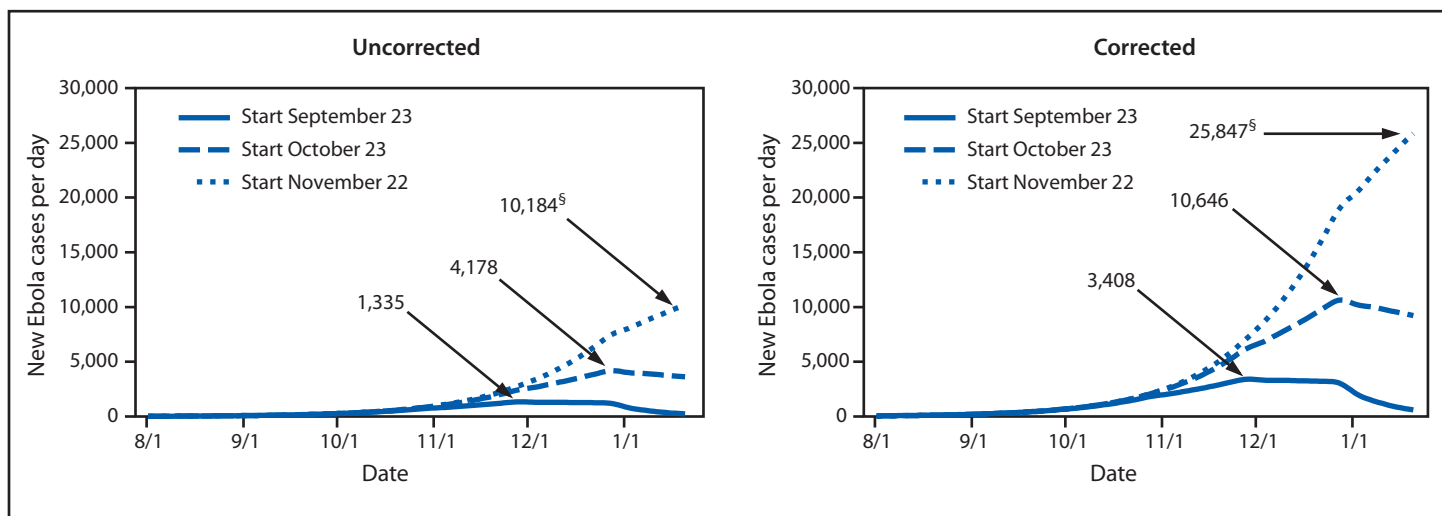 Uncorrected
30,000
25,000
20,000
15,000
10,000
5,000
0
New Ebola cases per day
Start September 23
Start October 23
Start November 22
10,184§
4,178
1,335
8/1 9/1 10/1 11/1 12/1 1/1
Date
Corrected
30,000
25,000
20,000
15,000
10,000
5,000
0
New Ebola cases per day
Start September 23
Start October 23
Start November 22
25,847§
10,646
3,408
8/1 9/1 10/1 11/1 12/1 1/1
Date